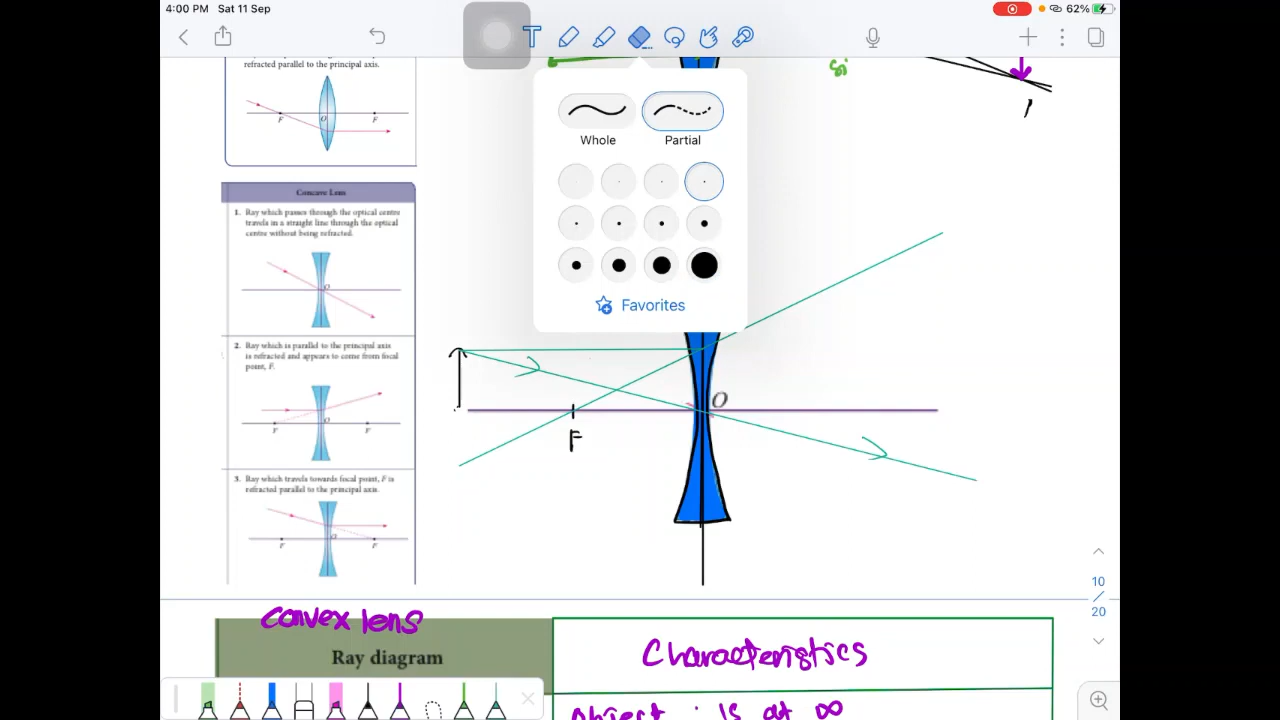 4:00 PM Sat 11 Sep
62%
T
refracted parallel to the principal axis.
F
O
F
Concave Lens
1. Ray which passes through the optical centre
travels in a straight line through the optical
centre without being refracted.
O
2. Ray which is parallel to the principal axis
is refracted and appears to come from focal
point, F.
F
O
F
3. Ray which travels towards focal point, F is
refracted parallel to the principal axis.
F
O
F
Whole
Partial
Favorites
O
F
I
10
/
20
convex lens
Ray diagram
Characteristics
object : is at ∞